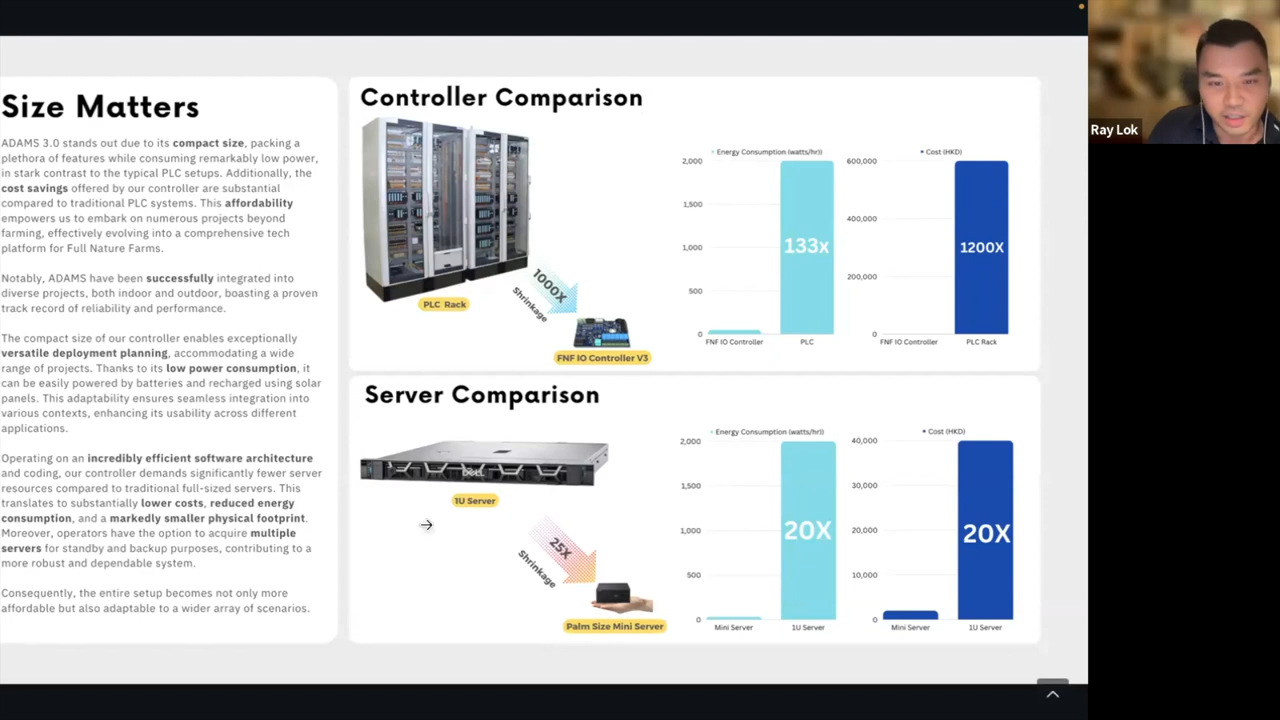 Size Matters
ADAMS 3.0 stands out due to its compact size, packing a
plethora of features while consuming remarkably low power,
in stark contrast to the typical PLC setups. Additionally, the
cost savings offered by our controller are substantial
compared to traditional PLC systems. This affordability
empowers us to embark on numerous projects beyond
farming, effectively evolving into a comprehensive tech
platform for Full Nature Farms.
Notably, ADAMS have been successfully integrated into
diverse projects, both indoor and outdoor, boasting a proven
track record of reliability and performance.
The compact size of our controller enables exceptionally
versatile deployment planning, accommodating a wide
range of projects. Thanks to its low power consumption, it
can be easily powered by batteries and recharged using solar
panels. This adaptability ensures seamless integration into
various contexts, enhancing its usability across different
applications.
Operating on an incredibly efficient software architecture
and coding, our controller demands significantly fewer server
resources compared to traditional full-sized servers. This
translates to substantially lower costs, reduced energy
consumption, and a markedly smaller physical footprint.
Moreover, operators have the option to acquire multiple
servers for standby and backup purposes, contributing to a
more robust and dependable system.
Consequently, the entire setup becomes not only more
affordable but also adaptable to a wider array of scenarios.
Controller Comparison
PLC Rack
1000X
Shrinkage
FNF IO Controller V3
Energy Consumption (watts/hr))
2,000
1,500
1,000
500
0
133x
FNF IO Controller
PLC
Cost (HKD)
600,000
400,000
200,000
0
1200X
FNF IO Controller
PLC Rack
Server Comparison
DELL
1U Server
25X
Shrinkage
Palm Size Mini Server
Energy Consumption (watts/hr))
2,000
1,500
1,000
500
0
20X
Mini Server
1U Server
Cost (HKD)
40,000
30,000
20,000
10,000
0
20X
Mini Server
1U Server
Ray Lok